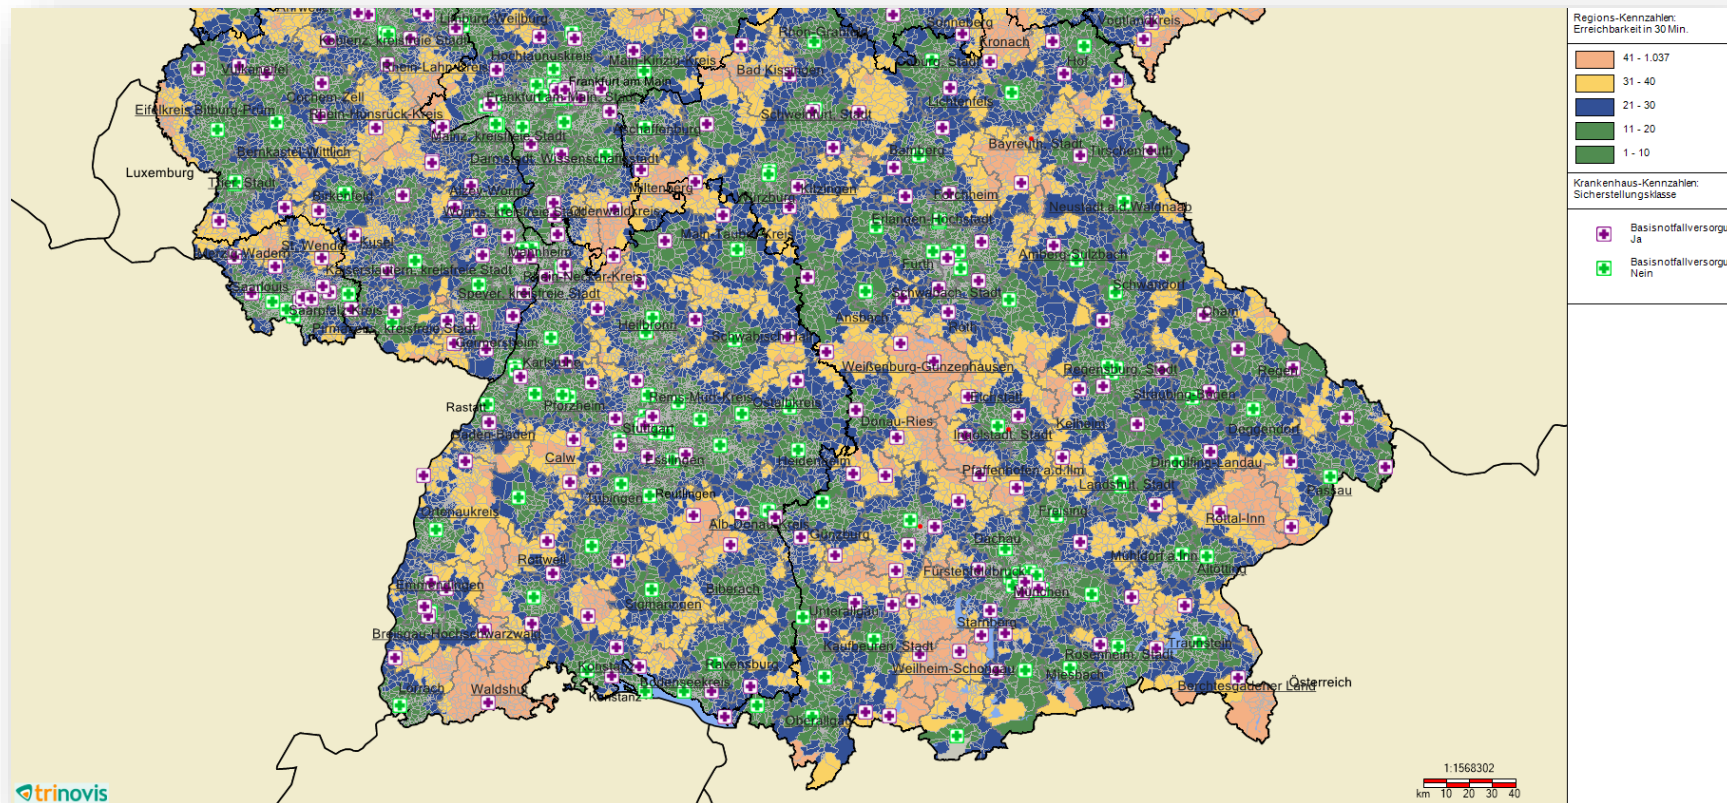 Limburg-Weilburg
Koblenz, kreisfreie Stadt
Vulkaneifel
Rhein-Lahn-Kreis
Hochtaunuskreis
Main-Kinzig-Kreis
Rhön-Grabfeld
Bad Kissingen
Sonneberg
Kronach
Vogtlandkreis
Hof
Frankfurt am Main
Frankfurt am Main, Stadt
Cochem-Zell
Eifelkreis Bitburg-Prüm
Rhein-Hunsrück-Kreis
Lichtenfels
Schweinfurt, Stadt
Mainz, kreisfreie Stadt
Aschaffenburg
Bernkastel-Wittlich
Darmstadt, Wissenschaftsstadt
Bamberg
Bayreuth, Stadt
Tirschenreuth
Luxemburg
Trier, Stadt
Birkenfeld
Alzey-Worms
Miltenberg
Würzburg
Kitzingen
Forchheim
Neustadt a.d.Waldnaab
Worms, kreisfreie Stadt
Odenwaldkreis
Erlangen-Höchstadt
Main-Tauber-Kreis
St. Wendel
Kusel
Merzig-Wadern
Mannheim
Fürth
Amberg-Sulzbach
Kaiserslautern, kreisfreie Stadt
Rhein-Neckar-Kreis
Saarlouis
Speyer, kreisfreie Stadt
Schwabach, Stadt
Schwandorf
Saarpfalz-Kreis
Ansbach
Cham
Pirmasens, kreisfreie Stadt
Heilbronn
Roth
Germersheim
Schwäbisch Hall
Karlsruhe
Weißenburg-Gunzenhausen
Regensburg, Stadt
Regen
Rastatt
Pforzheim
Rems-Murr-Kreis
Ostalbkreis
Eichstätt
Straubing-Bogen
Stuttgart
Donau-Ries
Ingolstadt, Stadt
Kelheim
Deggendorf
Baden-Baden
Calw
Esslingen
Heidenheim
Pfaffenhofen a.d.Ilm
Dingolfing-Landau
Landshut, Stadt
Passau
Tübingen
Reutlingen
Ortenaukreis
Alb-Donau-Kreis
Günzburg
Freising
Rottal-Inn
Dachau
Rottweil
Mühldorf a.Inn
Altötting
Fürstenfeldbruck
Emmendingen
Biberach
München
Sigmaringen
Unterallgäu
Starnberg
Breisgau-Hochschwarzwald
Kaufbeuren, Stadt
Rosenheim, Stadt
Traunstein
Konstanz
Ravensburg
Weilheim-Schongau
Miesbach
Lörrach
Waldshut
Bodenseekreis
Konstanz
Berchtesgadener Land
Österreich
Oberallgäu
trinovis
1:1568302
km 10 20 30 40
Regions-Kennzahlen:
Erreichbarkeit in 30 Min.
41 - 1.037
31 - 40
21 - 30
11 - 20
1 - 10
Krankenhaus-Kennzahlen:
Sicherstellungsklasse
Basisnotfallversorgu
Ja
Basisnotfallversorgu
Nein